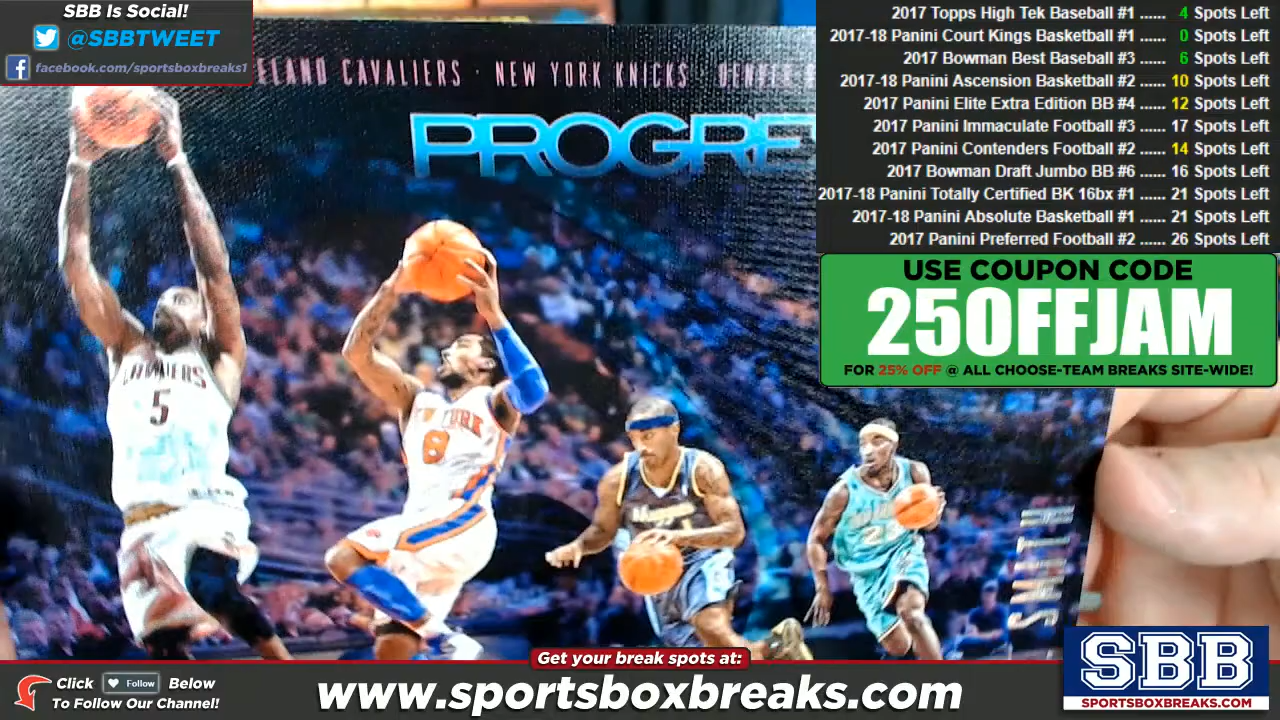 SBB Is Social!
@SBBTWEET
facebook.com/sportsboxbreaks1
CAVALIERS · NEW YORK KNICKS ·
PROGRE
CAVALIERS
5
NEW YORK
8
Nuggets
SMITH
2017 Topps High Tek Baseball #1 ...... 4 Spots Left
2017-18 Panini Court Kings Basketball #1 ...... 0 Spots Left
2017 Bowman Best Baseball #3 ...... 6 Spots Left
2017-18 Panini Ascension Basketball #2 ...... 10 Spots Left
2017 Panini Elite Extra Edition BB #4 ...... 12 Spots Left
2017 Panini Immaculate Football #3 ...... 17 Spots Left
2017 Panini Contenders Football #2 ...... 14 Spots Left
2017 Bowman Draft Jumbo BB #6 ...... 16 Spots Left
2017-18 Panini Totally Certified BK 16bx #1 ...... 21 Spots Left
2017-18 Panini Absolute Basketball #1 ...... 21 Spots Left
2017 Panini Preferred Football #2 ...... 26 Spots Left
USE COUPON CODE
25OFFJAM
FOR 25% OFF @ ALL CHOOSE-TEAM BREAKS SITE-WIDE!
Get your break spots at:
Click Follow Below
To Follow Our Channel!
www.sportsboxbreaks.com
SBB
SPORTSBOXBREAKS.COM